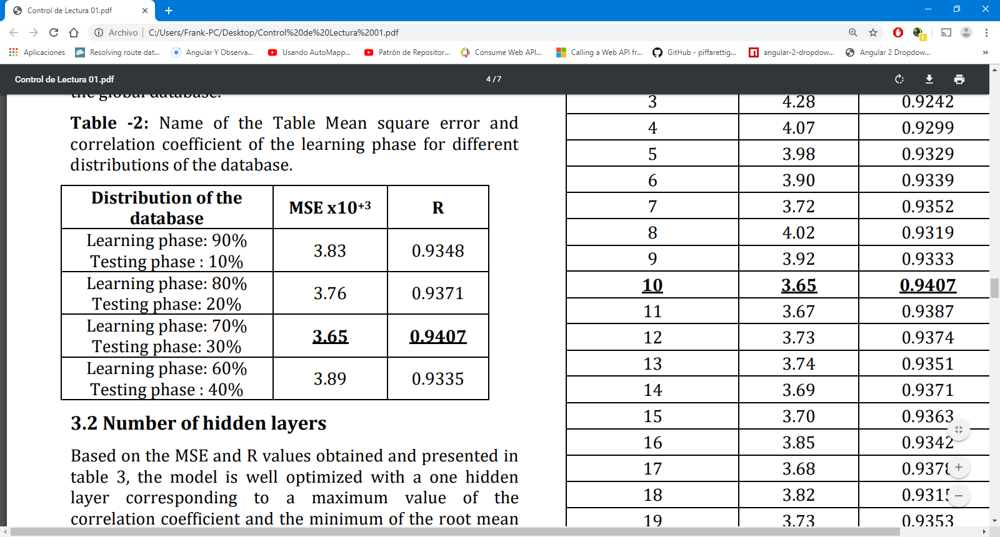 Control de Lectura 01.pdf
Archivo
C:/Users/Frank-PC/Desktop/Control%20de%20Lectura%2001.pdf
Aplicaciones
Resolving route dat...
Angular Y Observa...
Usando AutoMapp...
Patrón de Repositor...
Consume Web API...
Calling a Web API fr...
GitHub - piffarettig...
angular-2-dropdow...
Angular 2 Dropdow...
»
Control de Lectura 01.pdf
4 / 7
the global database.
Table -2: Name of the Table Mean square error and
correlation coefficient of the learning phase for different
distributions of the database.
Distribution of the
database
MSE x10+3
R
Learning phase: 90%
Testing phase : 10%
3.83
0.9348
Learning phase: 80%
Testing phase: 20%
3.76
0.9371
Learning phase: 70%
Testing phase: 30%
3.65
0.9407
Learning phase: 60%
Testing phase : 40%
3.89
0.9335
3.2 Number of hidden layers
Based on the MSE and R values obtained and presented in
table 3, the model is well optimized with a one hidden
layer corresponding to a maximum value of the
correlation coefficient and the minimum of the root mean
3 4.28 0.9242
4 4.07 0.9299
5 3.98 0.9329
6 3.90 0.9339
7 3.72 0.9352
8 4.02 0.9319
9 3.92 0.9333
10 3.65 0.9407
11 3.67 0.9387
12 3.73 0.9374
13 3.74 0.9351
14 3.69 0.9371
15 3.70 0.9363
16 3.85 0.9342
17 3.68 0.9378
18 3.82 0.9315
19 3.73 0.9353